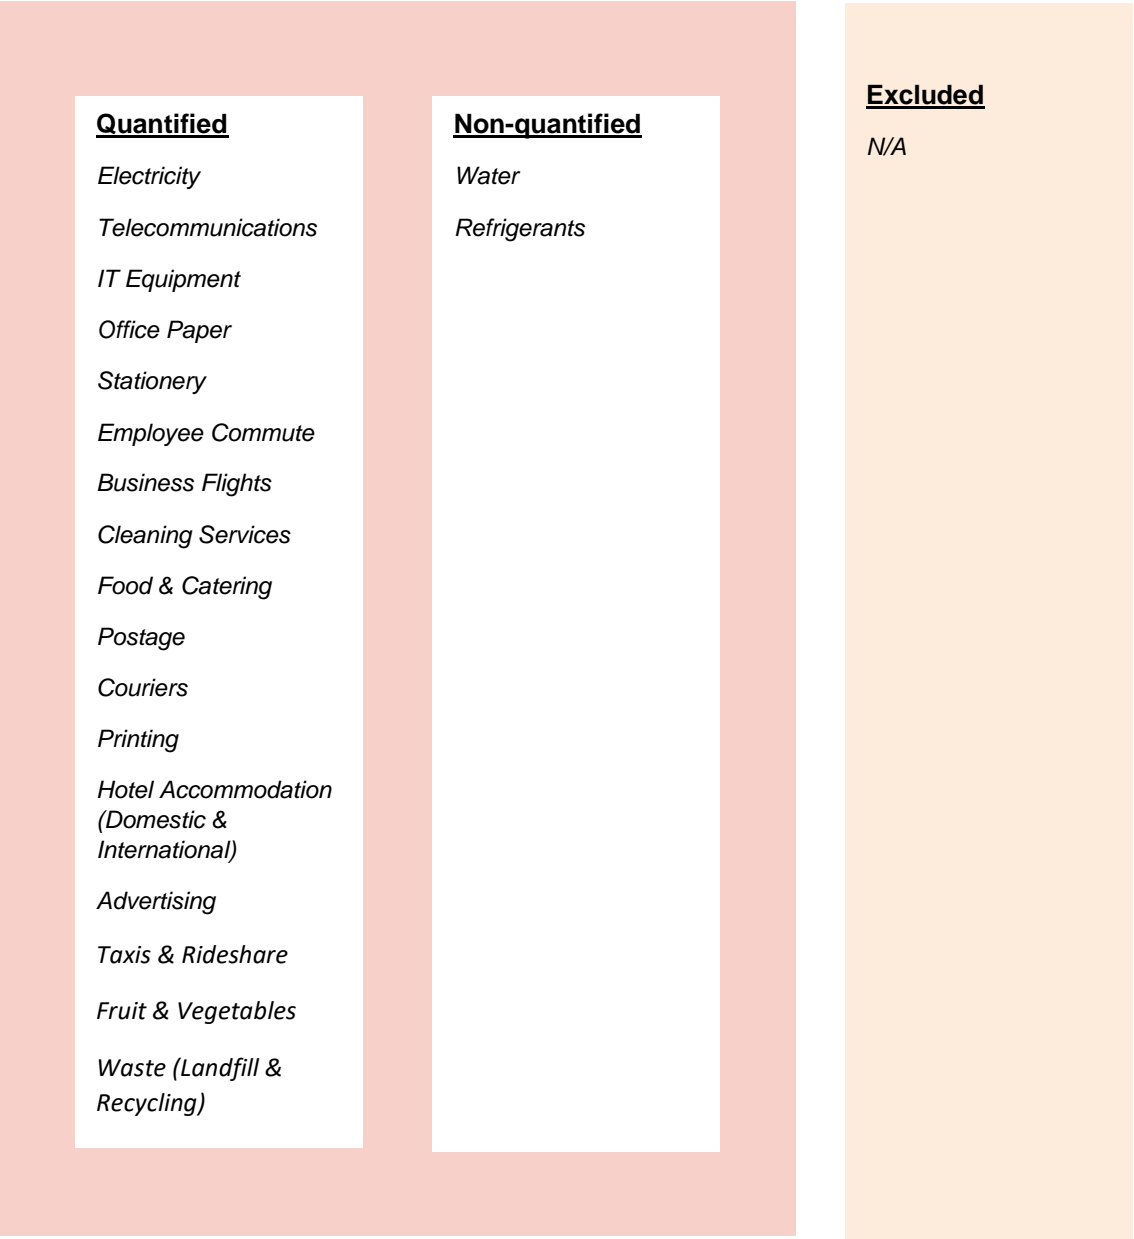 Quantified
Electricity
Telecommunications
IT Equipment
Office Paper
Stationery
Employee Commute
Business Flights
Cleaning Services
Food & Catering
Postage
Couriers
Printing
Hotel Accommodation
(Domestic &
International)
Advertising
Taxis & Rideshare
Fruit & Vegetables
Waste (Landfill &
Recycling)
Non-quantified
Water
Refrigerants
Excluded
N/A